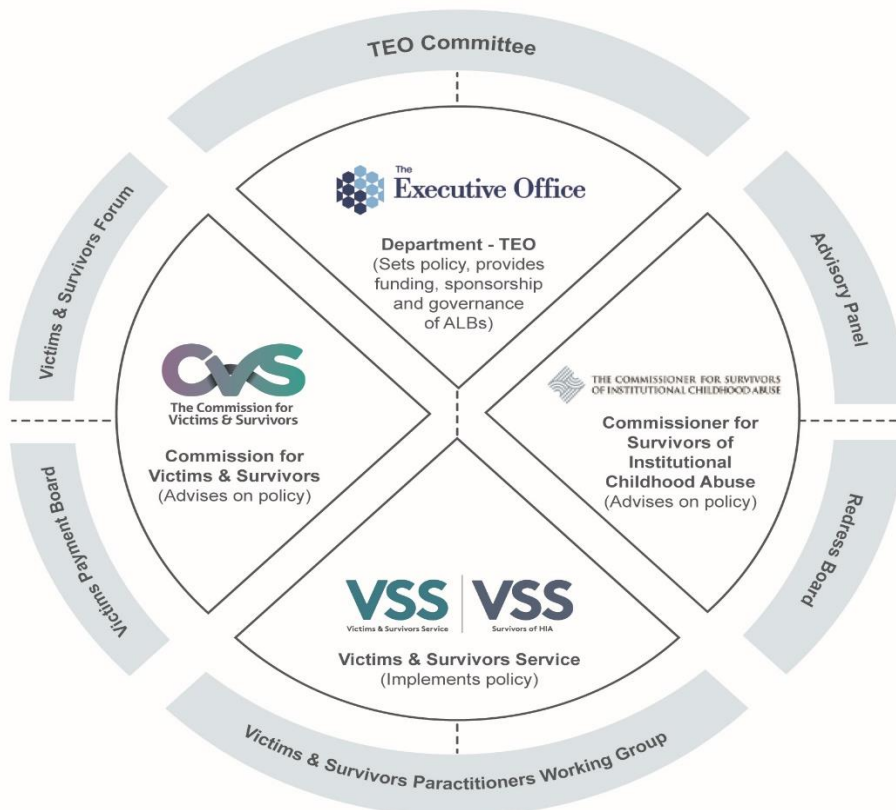 TEO Committee
The
Executive Office
Department - TEO
(Sets policy, provides
funding, sponsorship
and governance
of ALBs)
Victims & Survivors Forum
Advisory Panel
CVS
The Commission for
Victims & Survivors
Commission for
Victims & Survivors
(Advises on policy)
THE COMMISSIONER FOR SURVIVORS
OF INSTITUTIONAL CHILDHOOD ABUSE
Commissioner for
Survivors of
Institutional
Childhood Abuse
(Advises on policy)
Victims Payment Board
Redress Board
VSS
Victims & Survivors Service
VSS
Survivors of HIA
Victims & Survivors Service
(Implements policy)
Victims & Survivors Paractitioners Working Group